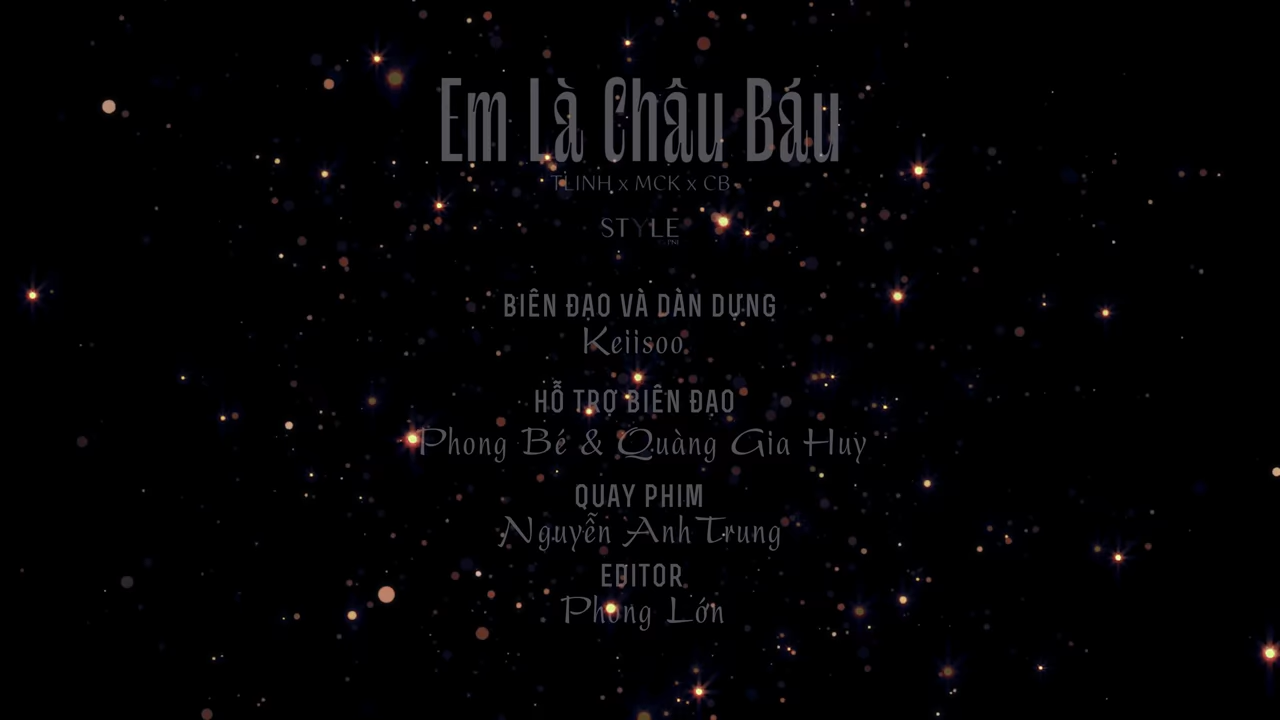 Em Là Châu Báu
TLINH x MCK x CB
STYLE
BIÊN ĐẠO VÀ DÀN DỰNG
Keiisoo
HỖ TRỢ BIÊN ĐẠO
Phong Bé & Quàng Gia Huỳ
QUAY PHIM
Nguyễn Anh Trung
EDITOR
Phong Lớn